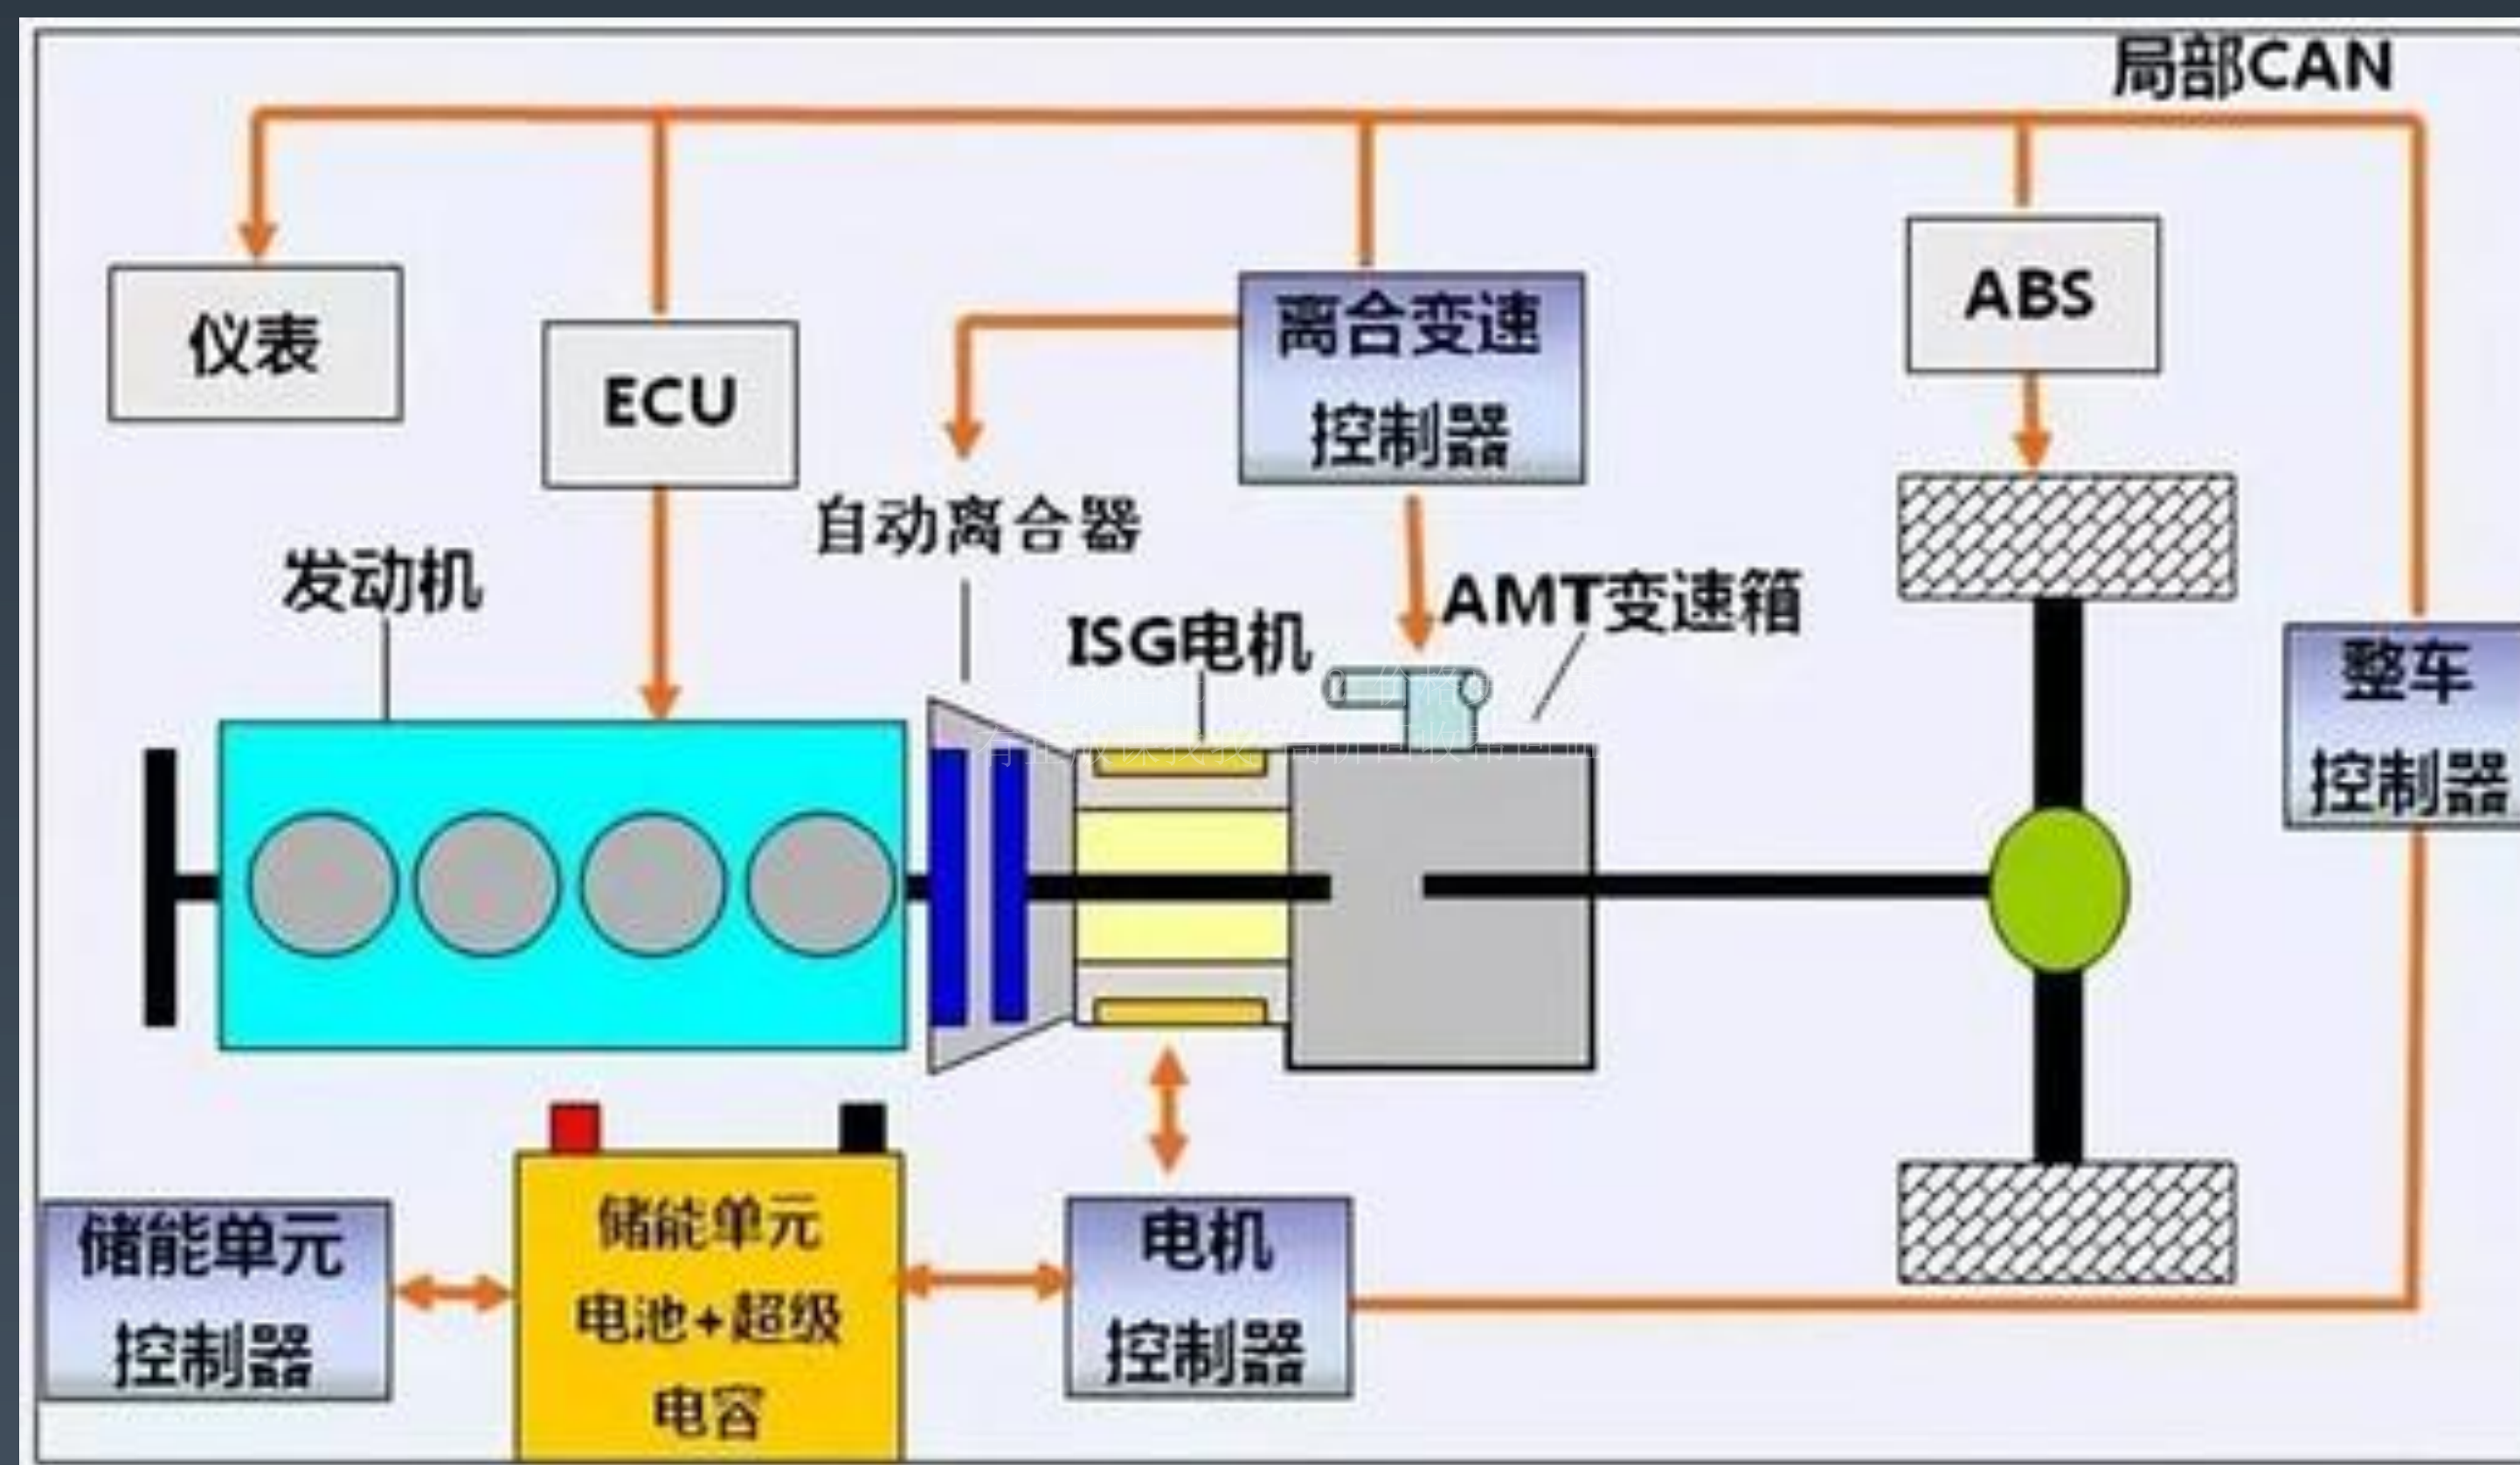 局部CAN
仪表
ECU
离合变速
控制器
ABS
自动离合器
发动机
ISG电机
AMT变速箱
整车
控制器
储能单元
控制器
储能单元
电池+超级
电容
电机
控制器